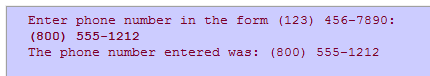 Enter phone number in the form (123) 456-7890:
(800) 555-1212
The phone number entered was: (800) 555-1212